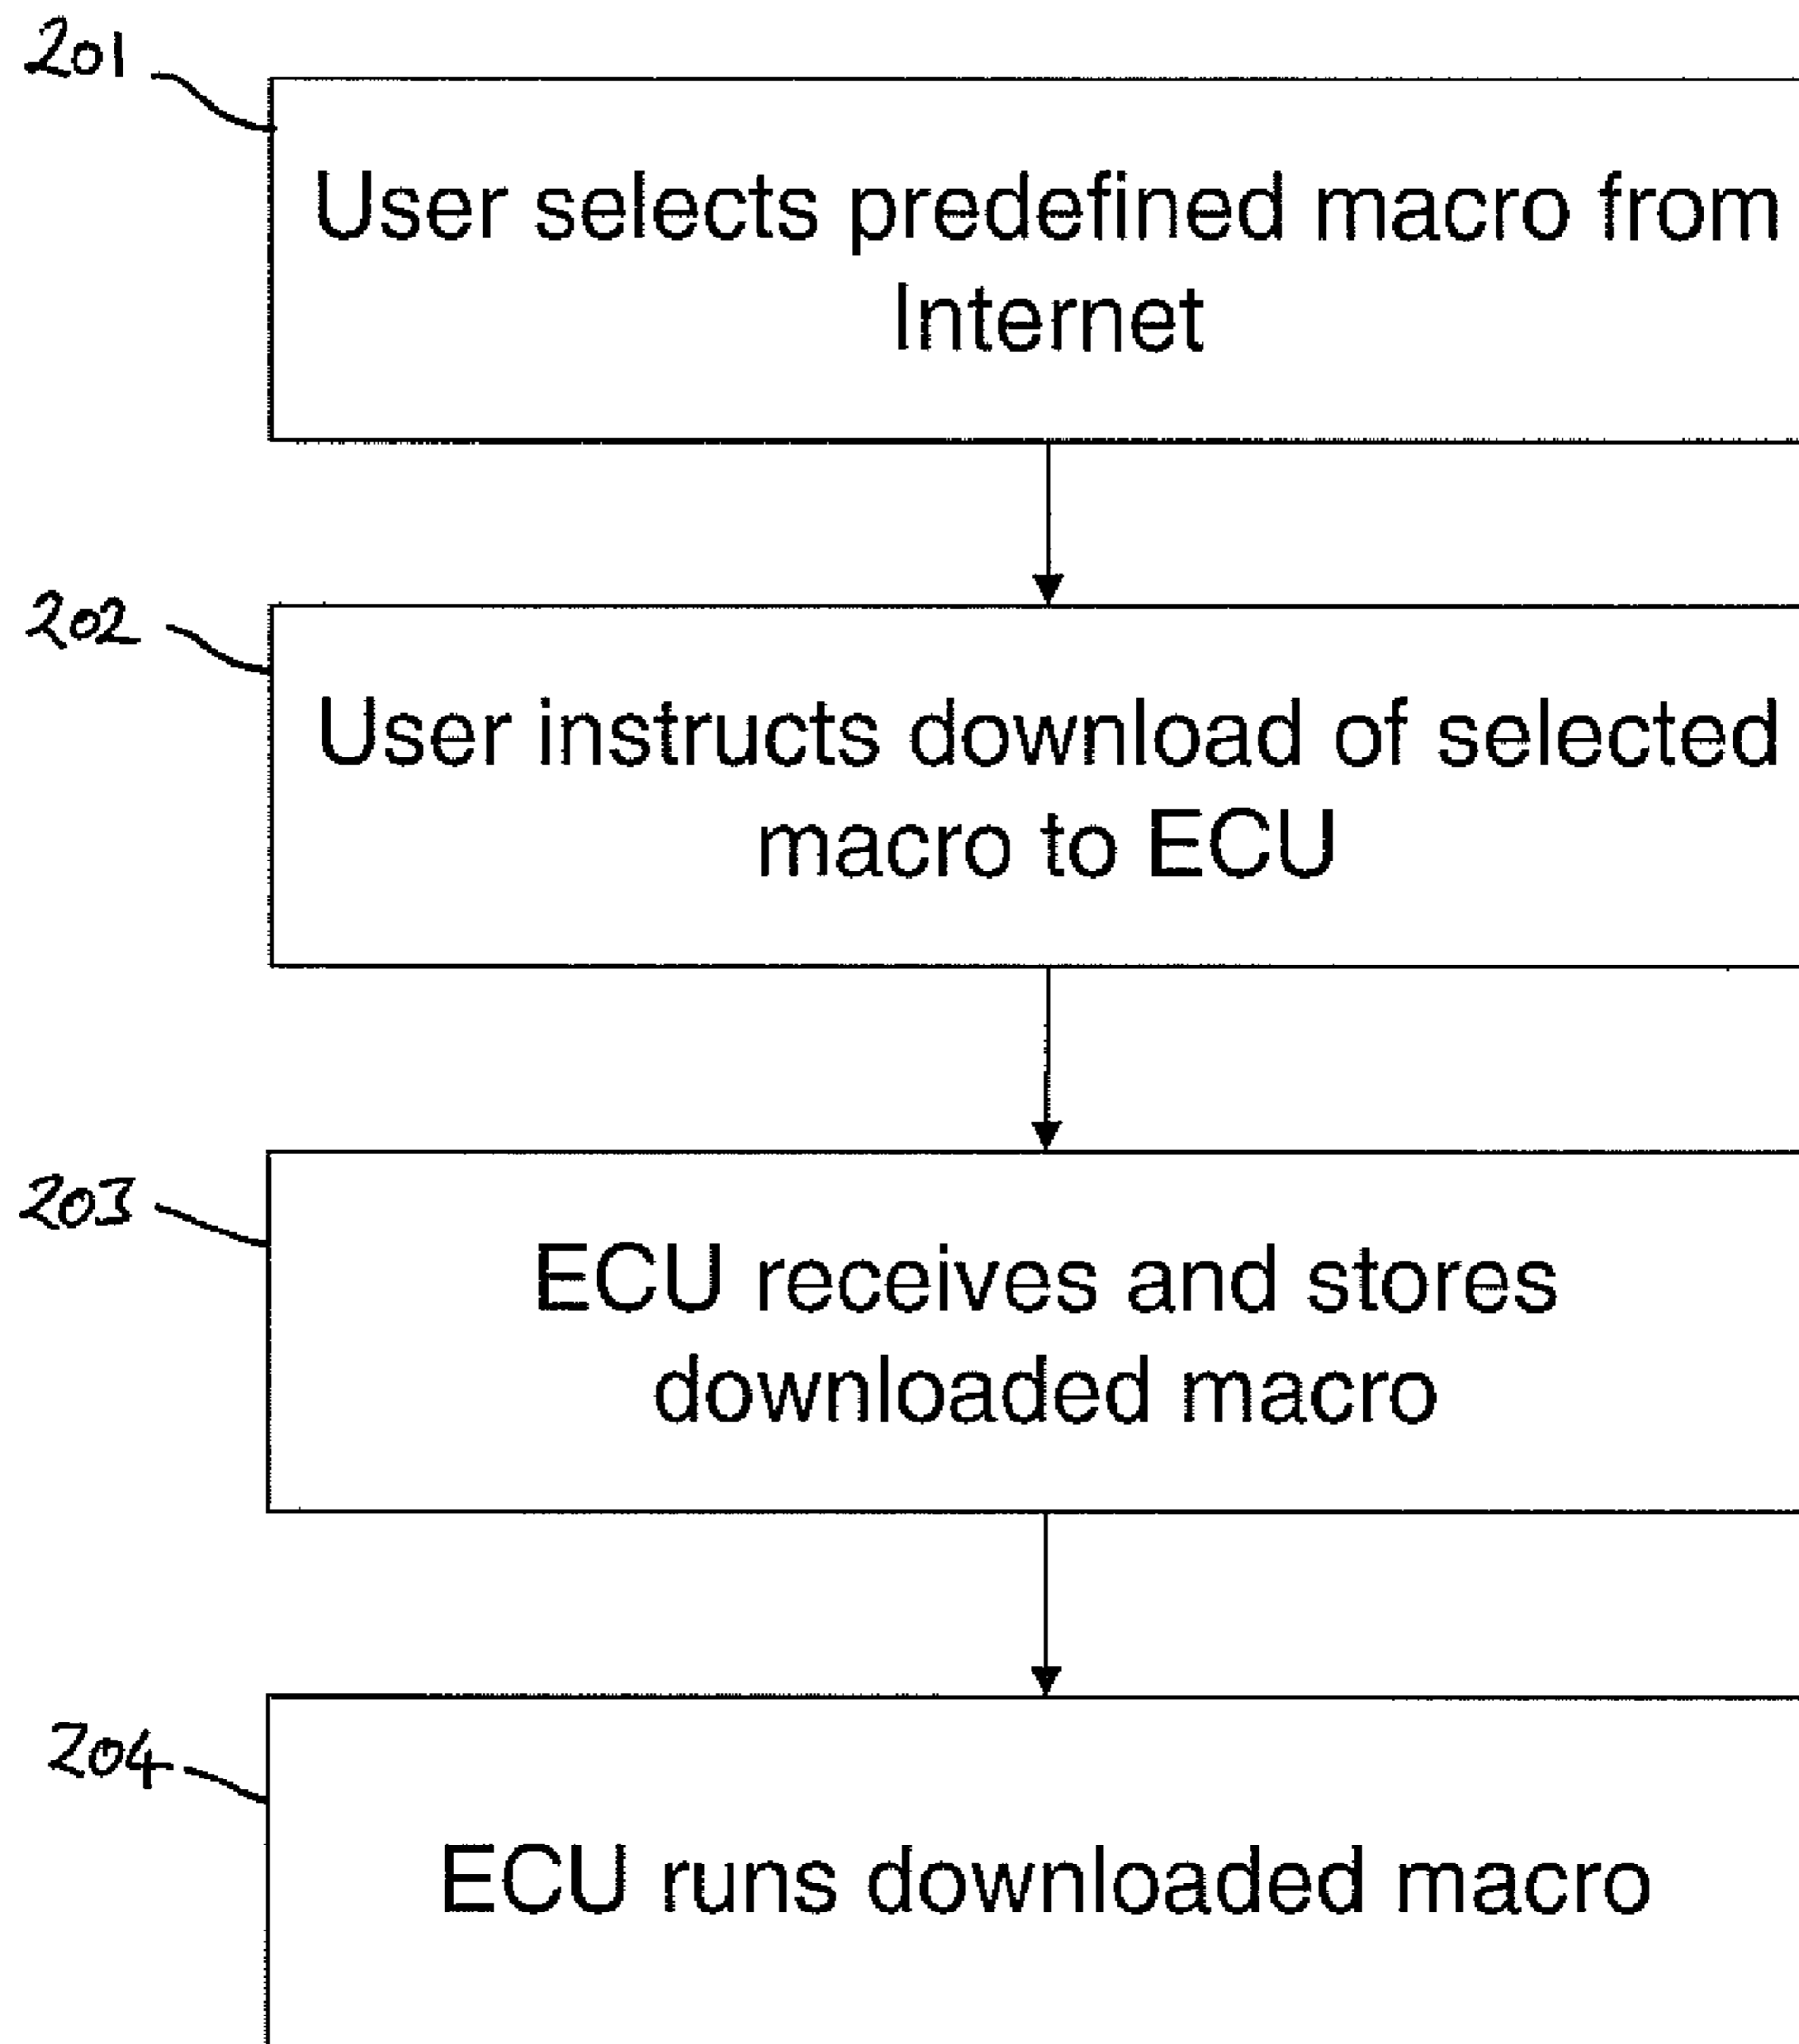 201
User selects predefined macro from
Internet
202
User instructs download of selected
macro to ECU
203
ECU receives and stores
downloaded macro
204
ECU runs downloaded macro